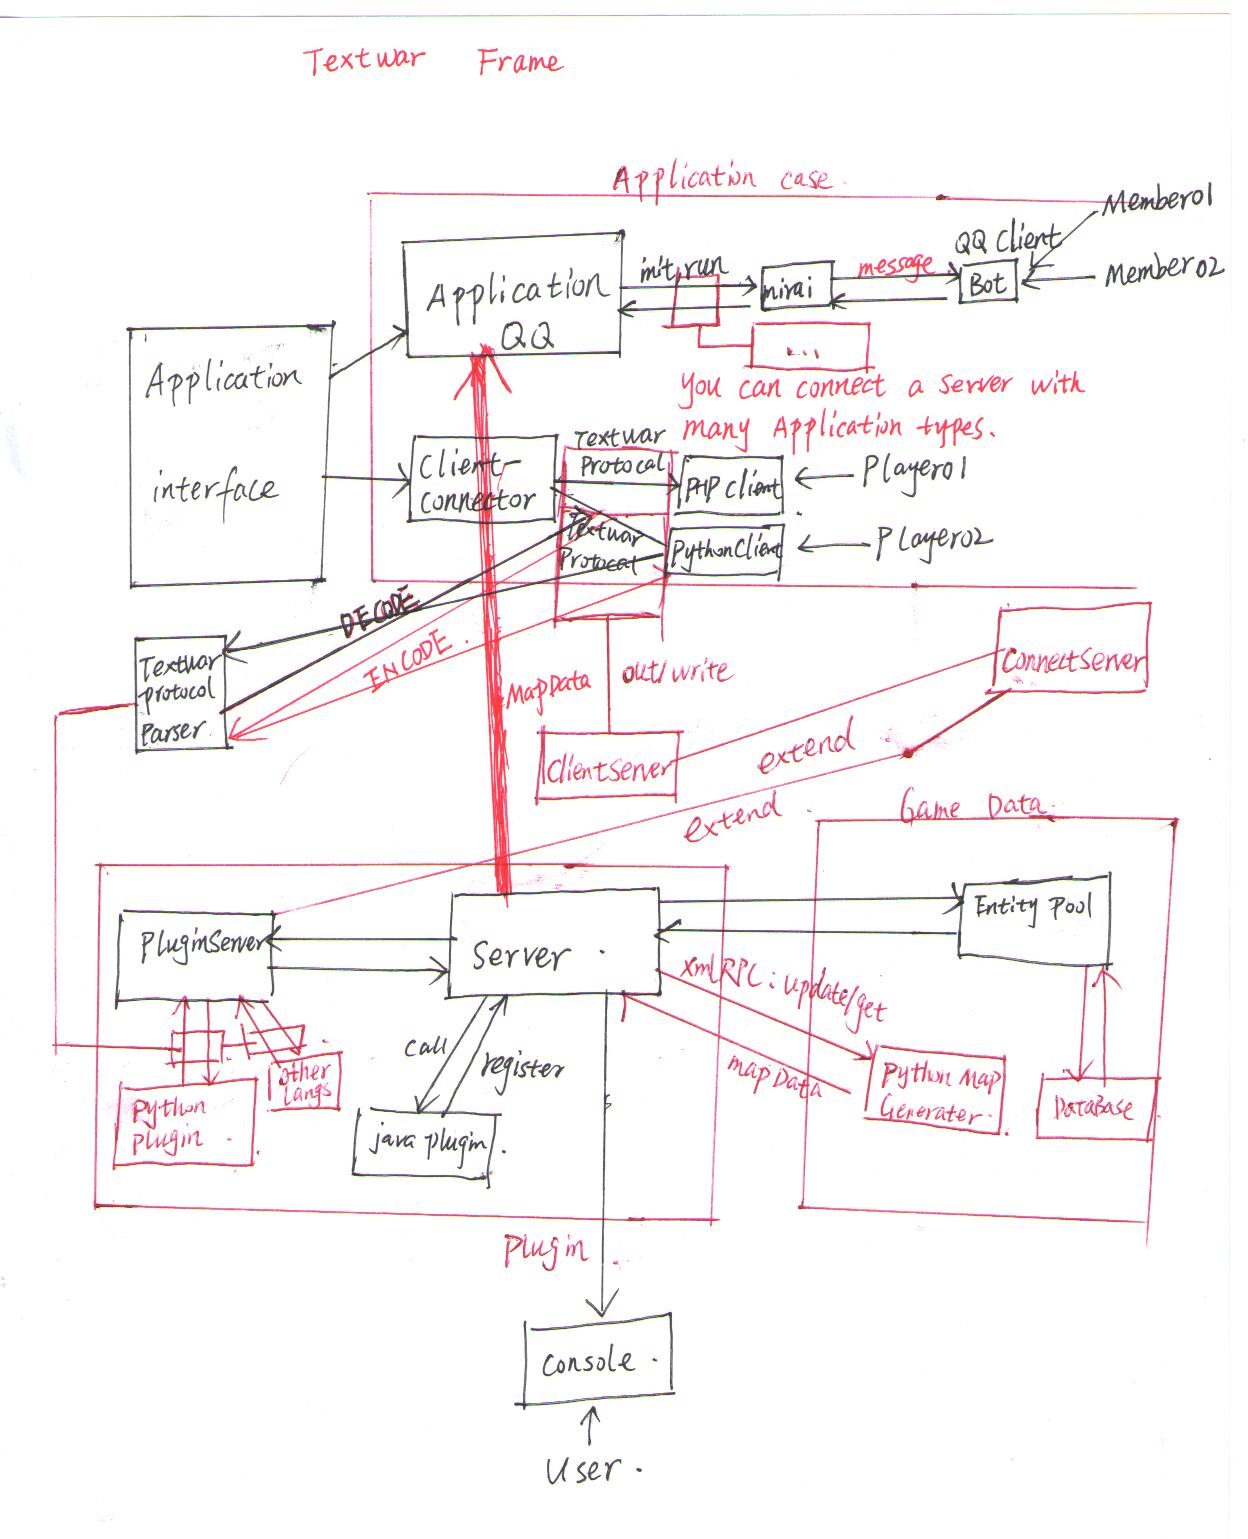 Textwar Frame
Application case.
Member01
QQ Client
Member02
init, run
message
mirai
Bot
Application
QQ
...
Application
interface
You can connect a server with
many Application types.
Client-
connector
Textwar
Protocal
PHP client
Player01
Textwar
Protocal
PythonClient
Player02
DECODE
ENCODE.
Textwar
protocol
Parser.
MapData
out/write
ConnectServer
ClientServer
extend
extend
Game Data.
PluginServer
Server
Entity Pool
xmlRPC: update/get
mapData
call
register
other
langs
Python
plugin
java plugin
Python Map
Generater.
DataBase
Plugin
Console.
User.